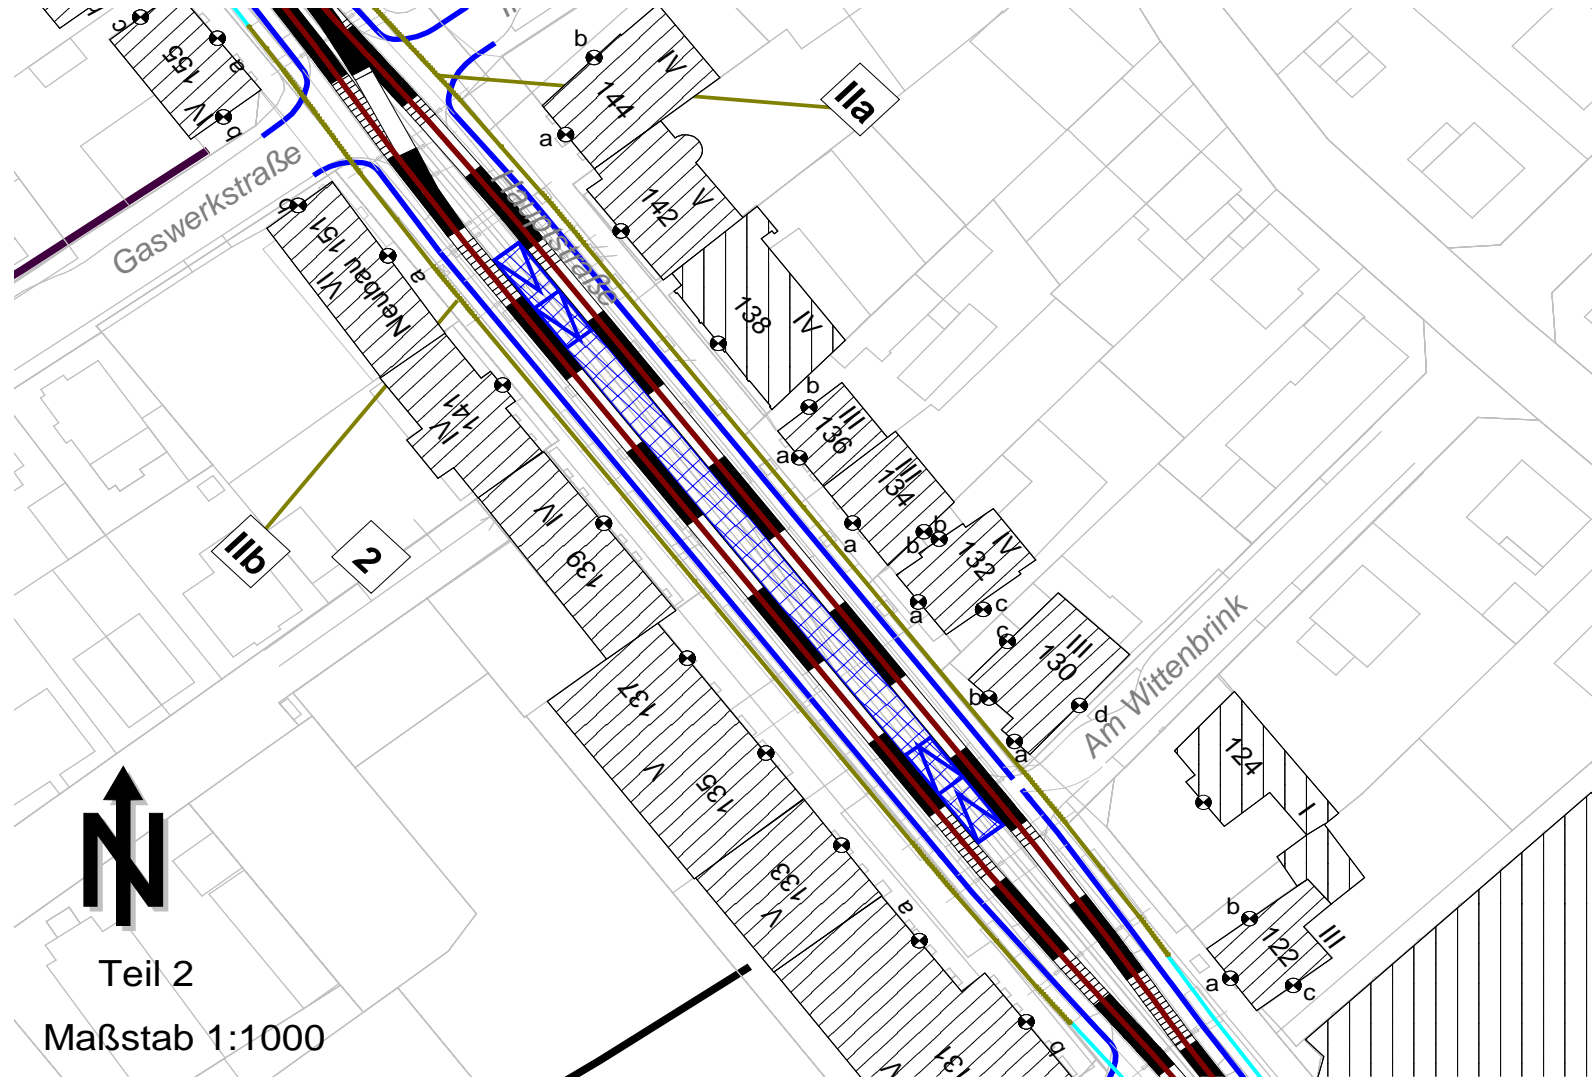 c
155
a
IV
b
b
IV
144
a
IIa
Gaswerkstraße
Hauptstraße
142
V
b
151
Neubau
VI
a
138
IV
141
IV
b
III
136
a
III
134
a
b
b
IV
132
a
c
IV
139
IIb
2
c
III
130
b
d
a
Am Wittenbrink
137
V
135
124
I
133
V
a
b
122
III
a
c
131
V
b
N
Teil 2
Maßstab 1:1000